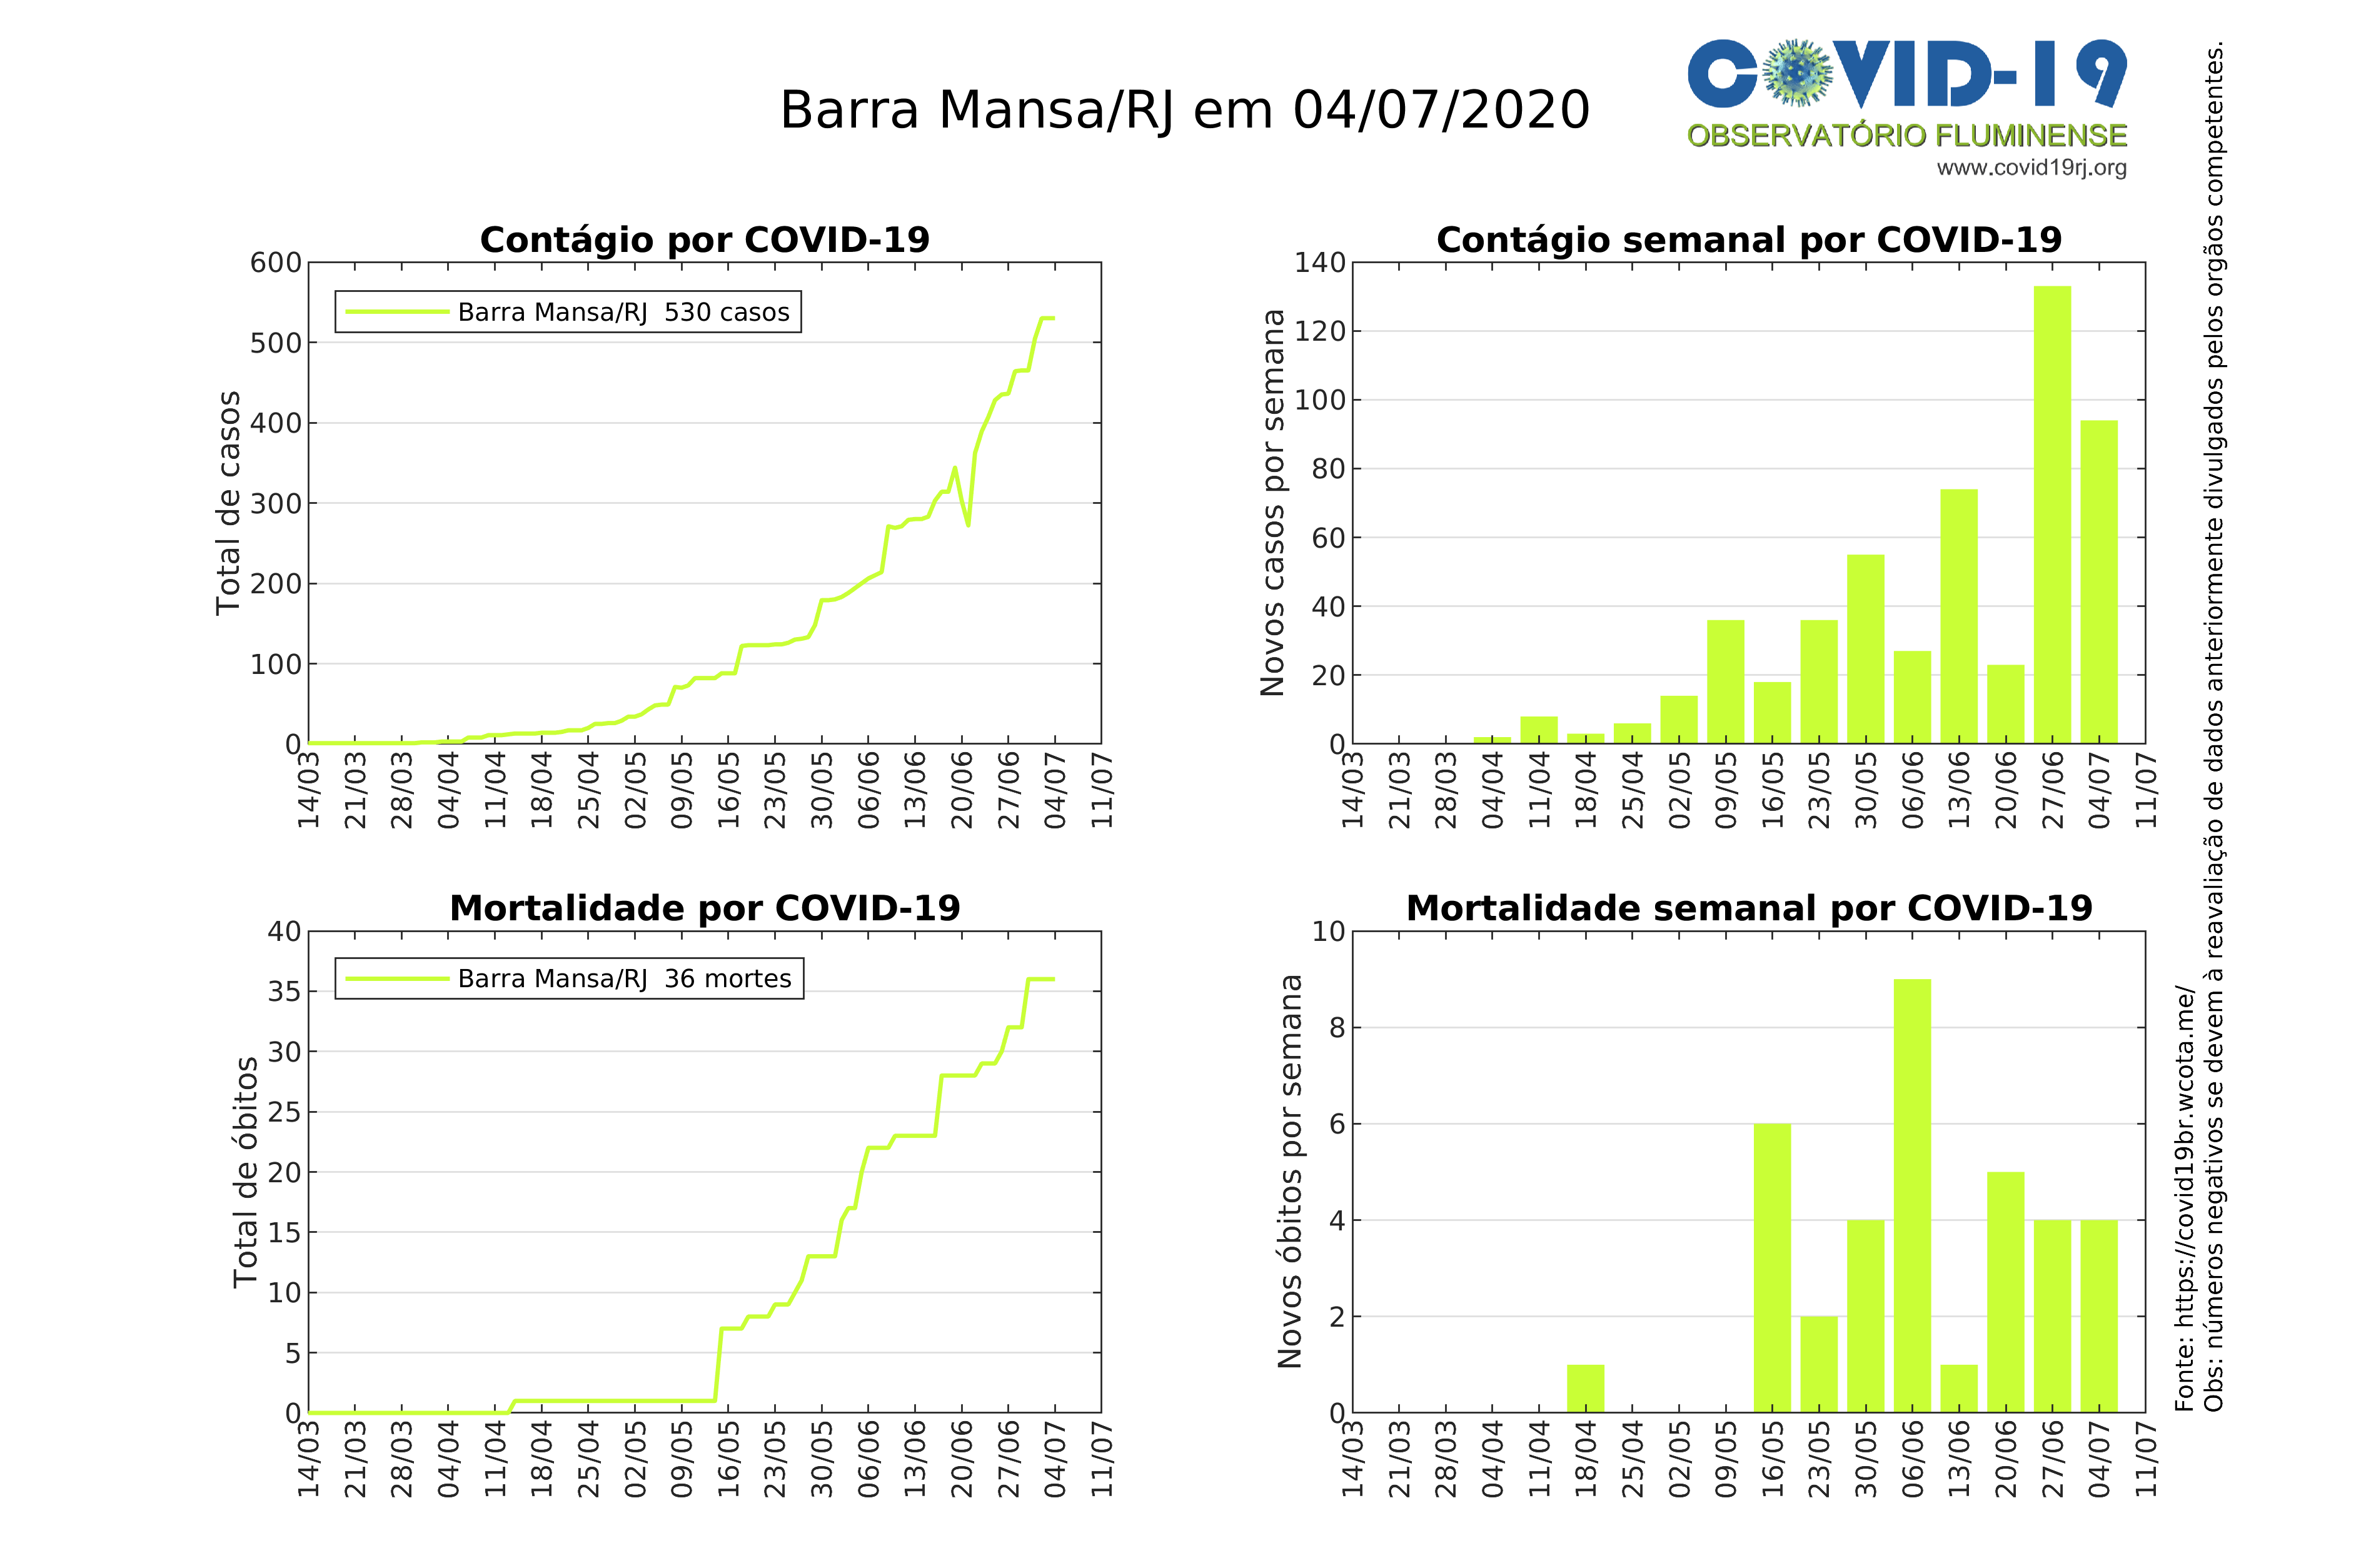 Barra Mansa/RJ em 04/07/2020
COVID-19
OBSERVATÓRIO FLUMINENSE
www.covid19rj.org
Contágio por COVID-19
Total de casos
600
500
400
300
200
100
0
Barra Mansa/RJ 530 casos
14/03 21/03 28/03 04/04 11/04 18/04 25/04 02/05 09/05 16/05 23/05 30/05 06/06 13/06 20/06 27/06 04/07 11/07
Contágio semanal por COVID-19
Novos casos por semana
140
120
100
80
60
40
20
0
14/03 21/03 28/03 04/04 11/04 18/04 25/04 02/05 09/05 16/05 23/05 30/05 06/06 13/06 20/06 27/06 04/07 11/07
Mortalidade por COVID-19
Total de óbitos
40
35
30
25
20
15
10
5
0
Barra Mansa/RJ 36 mortes
14/03 21/03 28/03 04/04 11/04 18/04 25/04 02/05 09/05 16/05 23/05 30/05 06/06 13/06 20/06 27/06 04/07 11/07
Mortalidade semanal por COVID-19
Novos óbitos por semana
10
8
6
4
2
0
14/03 21/03 28/03 04/04 11/04 18/04 25/04 02/05 09/05 16/05 23/05 30/05 06/06 13/06 20/06 27/06 04/07 11/07
Fonte: https://covid19br.wcota.me/
Obs: números negativos se devem à reavaliação de dados anteriormente divulgados pelos orgãos competentes.